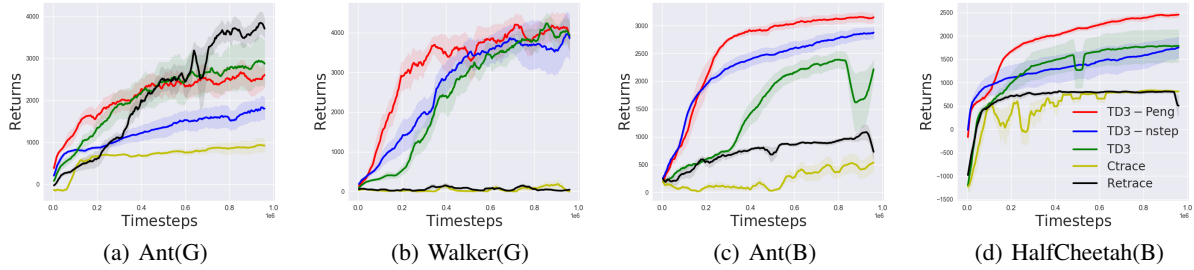 Returns
4000
3000
2000
1000
0
0.0 0.2 0.4 0.6 0.8 1.0
1e6
Timesteps
(a) Ant(G)
Returns
4000
3000
2000
1000
0
0.0 0.2 0.4 0.6 0.8 1.0
1e6
Timesteps
(b) Walker(G)
Returns
3000
2500
2000
1500
1000
500
0
0.0 0.2 0.4 0.6 0.8 1.0
1e6
Timesteps
(c) Ant(B)
Returns
2500
2000
1500
1000
500
0
−500
−1000
−1500
0.0 0.2 0.4 0.6 0.8 1.0
1e6
Timesteps
TD3 − Peng
TD3 − nstep
TD3
Ctrace
Retrace
(d) HalfCheetah(B)